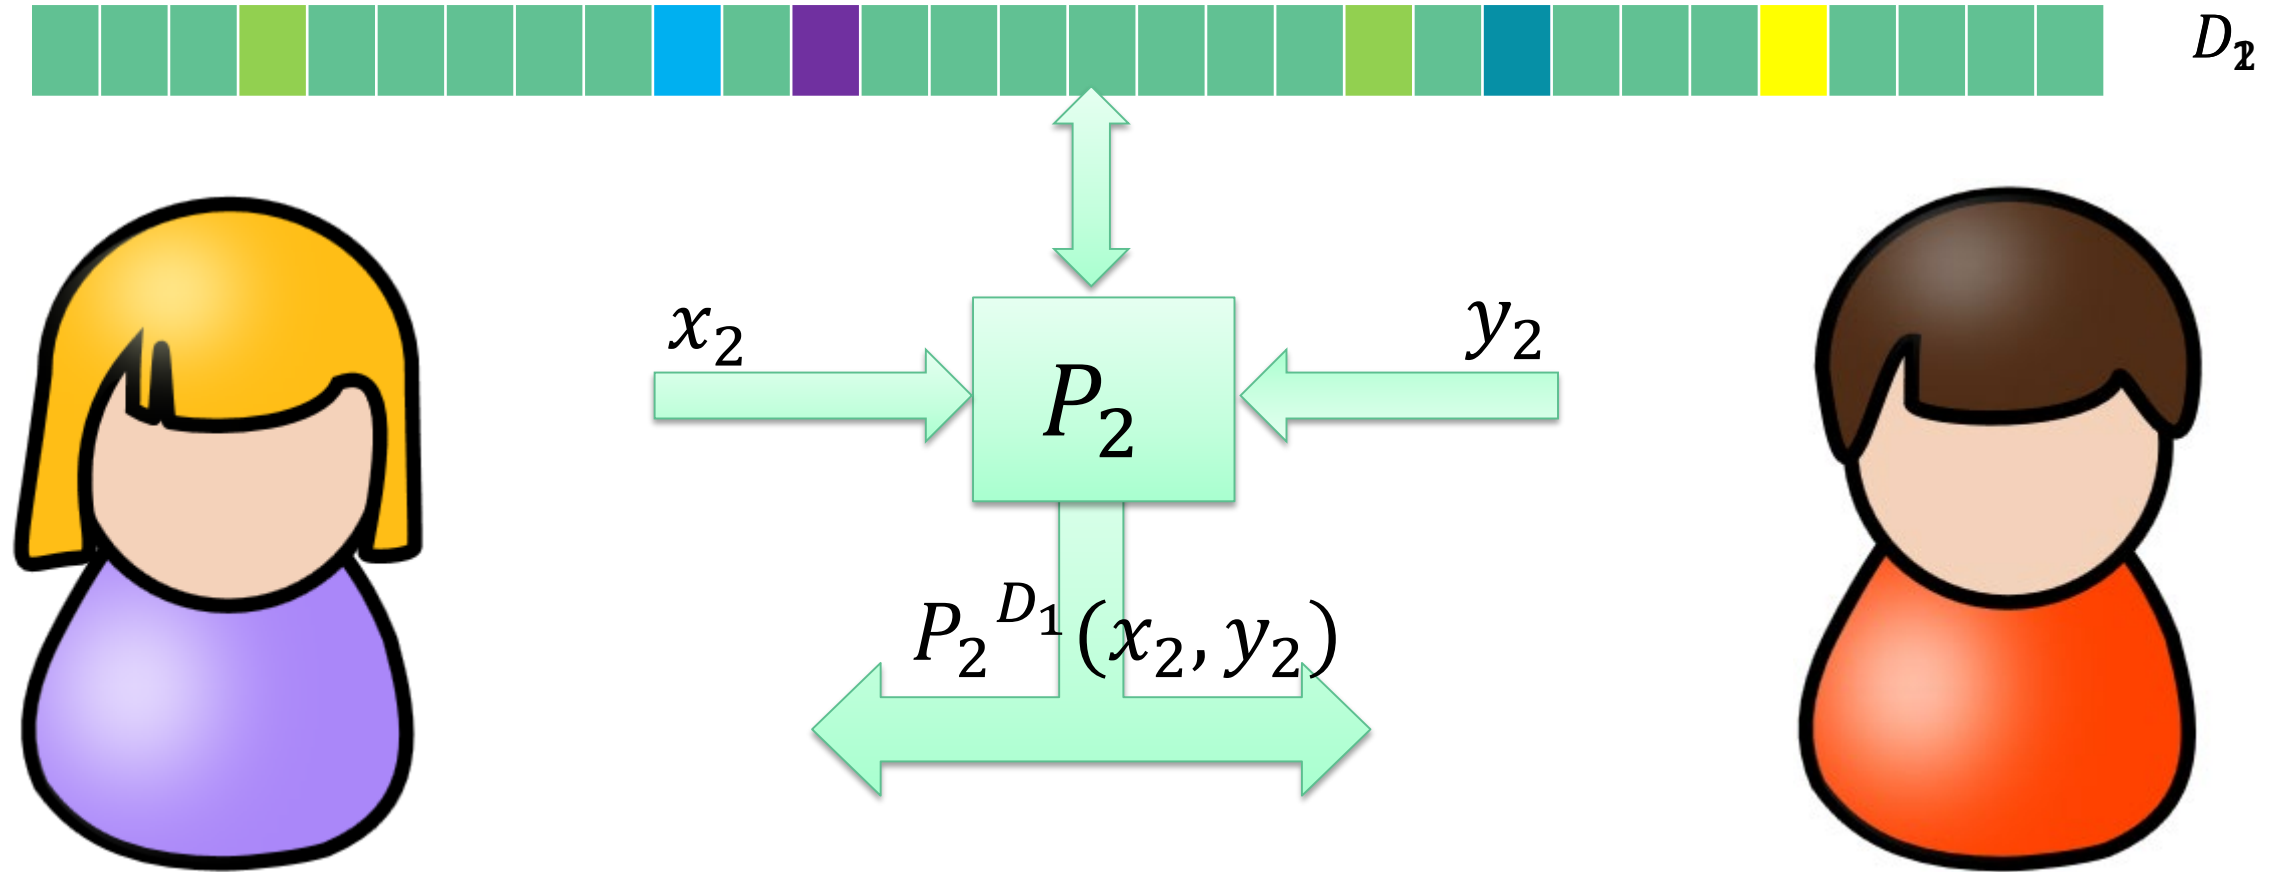 D₂
x₂
y₂
P₂
P₂^{D₁}(x₂, y₂)